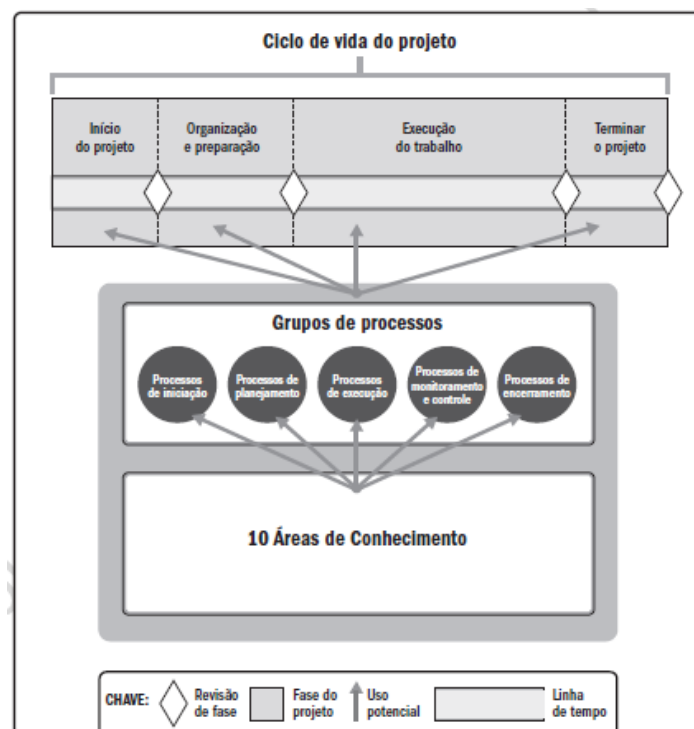 Ciclo de vida do projeto
Início
do projeto
Organização
e preparação
Execução
do trabalho
Terminar
o projeto
Grupos de processos
Processos
de iniciação
Processos de
planejamento
Processos
de execução
Processos de
monitoramento
e controle
Processos de
encerramento
10 Áreas de Conhecimento
CHAVE:
Revisão
de fase
Fase do
projeto
Uso
potencial
Linha
de tempo